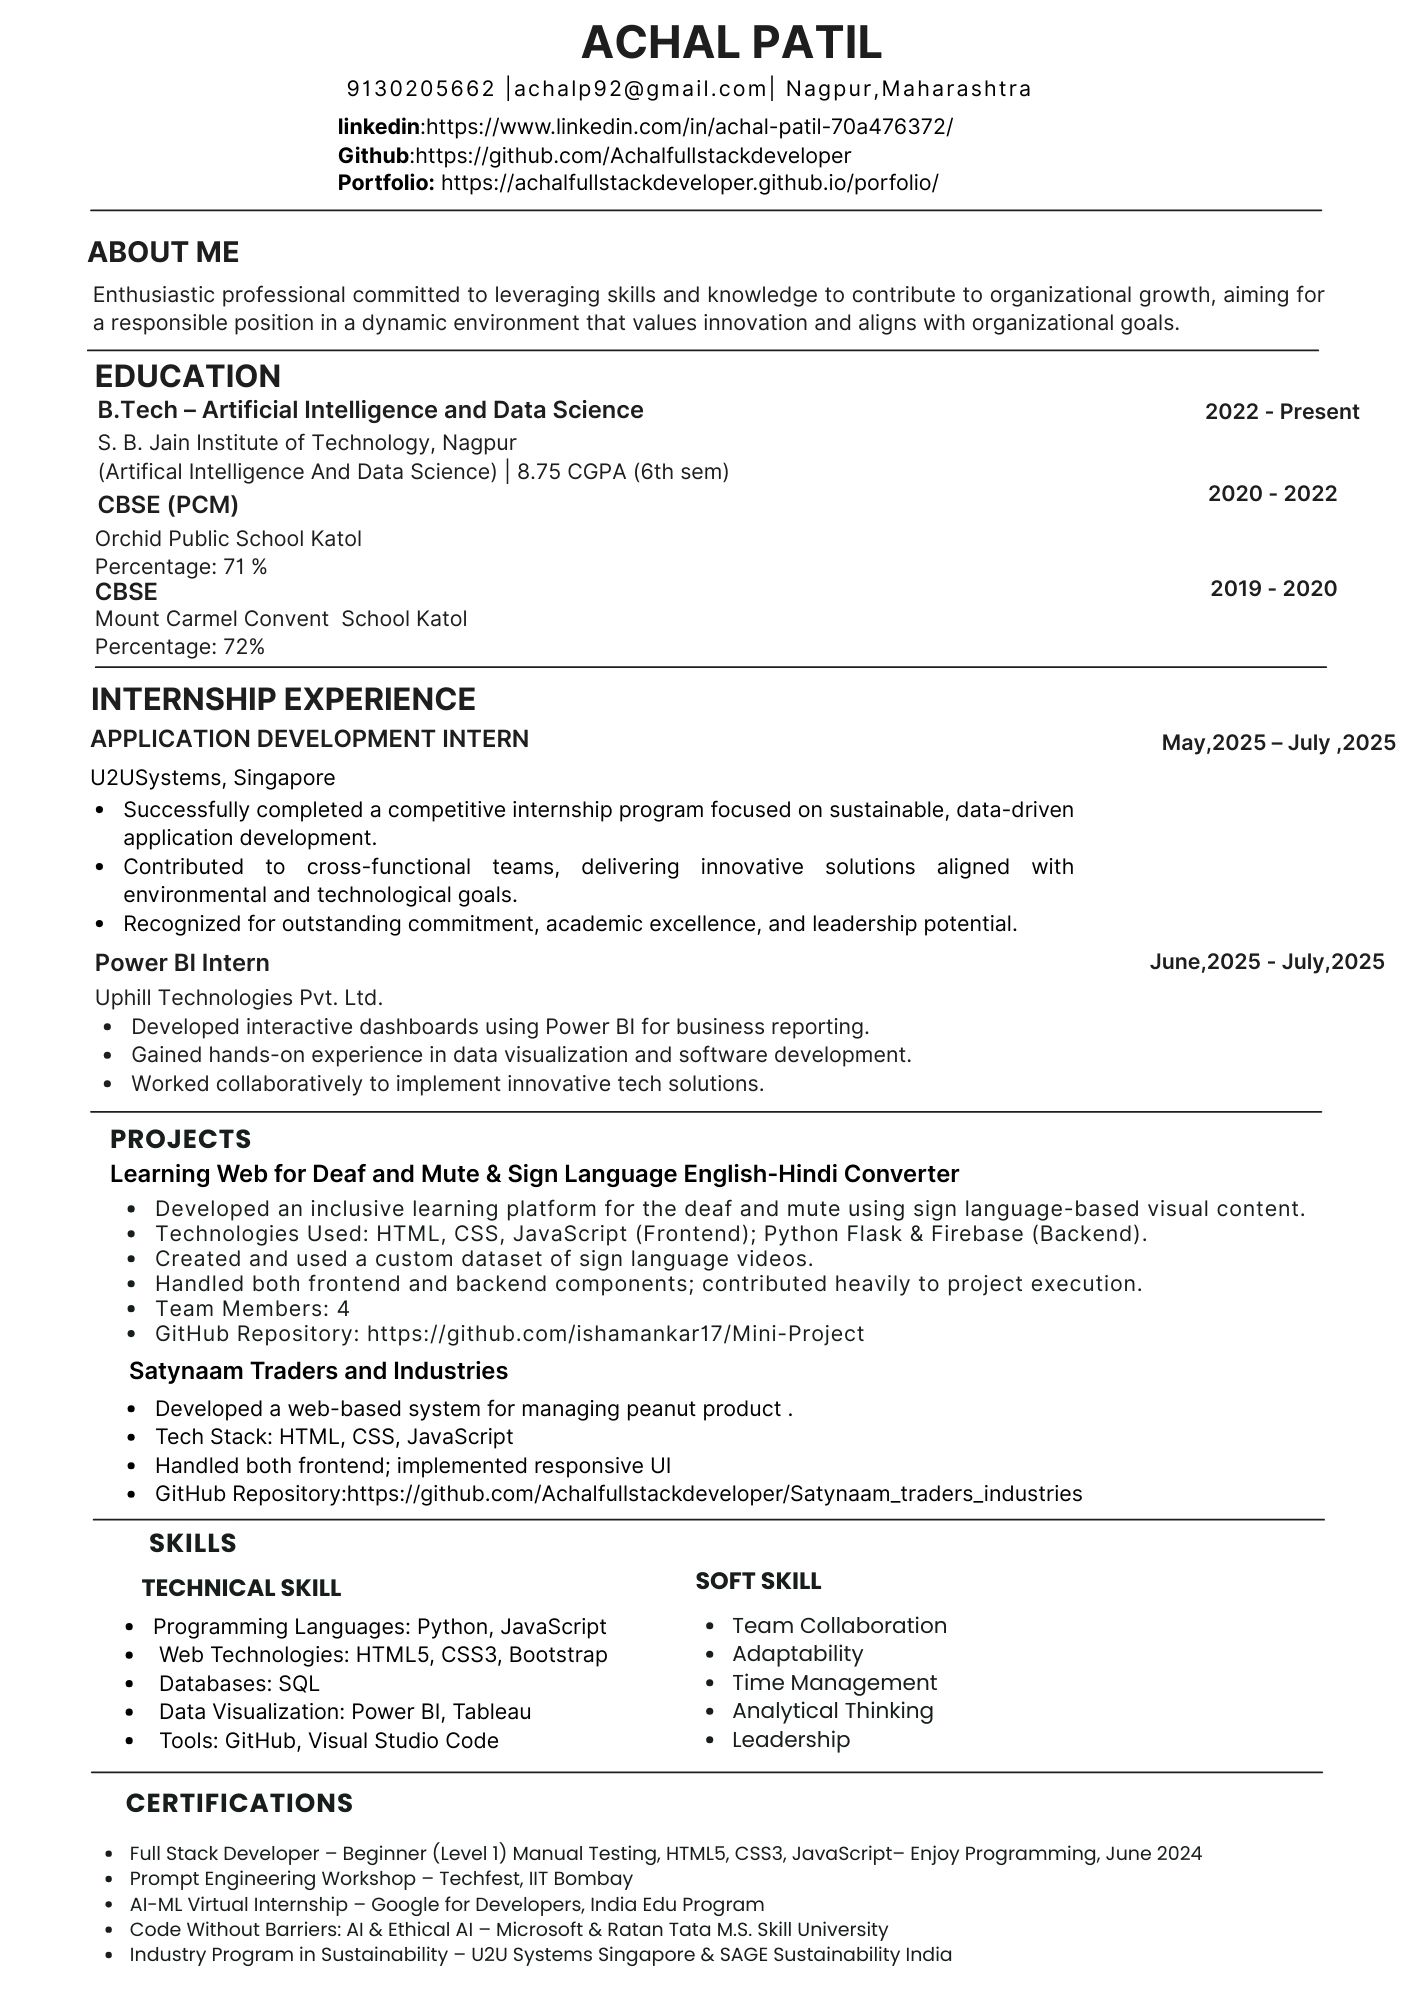 ACHAL PATIL
9130205662 |achalp92@gmail.com| Nagpur,Maharashtra
linkedin:https://www.linkedin.com/in/achal-patil-70a476372/
Github:https://github.com/Achalfullstackdeveloper
Portfolio: https://achalfullstackdeveloper.github.io/porfolio/
ABOUT ME
Enthusiastic professional committed to leveraging skills and knowledge to contribute to organizational growth, aiming for
a responsible position in a dynamic environment that values innovation and aligns with organizational goals.
EDUCATION
B.Tech – Artificial Intelligence and Data Science
2022 - Present
S. B. Jain Institute of Technology, Nagpur
(Artifical Intelligence And Data Science) | 8.75 CGPA (6th sem)
CBSE (PCM)
2020 - 2022
Orchid Public School Katol
Percentage: 71 %
CBSE
2019 - 2020
Mount Carmel Convent  School Katol
Percentage: 72%
INTERNSHIP EXPERIENCE
APPLICATION DEVELOPMENT INTERN
May,2025 – July ,2025
U2USystems, Singapore
• Successfully completed a competitive internship program focused on sustainable, data-driven
application development.
• Contributed to cross-functional teams, delivering innovative solutions aligned with
environmental and technological goals.
• Recognized for outstanding commitment, academic excellence, and leadership potential.
Power BI Intern
June,2025 - July,2025
Uphill Technologies Pvt. Ltd.
• Developed interactive dashboards using Power BI for business reporting.
• Gained hands-on experience in data visualization and software development.
• Worked collaboratively to implement innovative tech solutions.
PROJECTS
Learning Web for Deaf and Mute & Sign Language English-Hindi Converter
• Developed an inclusive learning platform for the deaf and mute using sign language-based visual content.
• Technologies Used: HTML, CSS, JavaScript (Frontend); Python Flask & Firebase (Backend).
• Created and used a custom dataset of sign language videos.
• Handled both frontend and backend components; contributed heavily to project execution.
• Team Members: 4
• GitHub Repository: https://github.com/ishamankar17/Mini-Project
Satynaam Traders and Industries
• Developed a web-based system for managing peanut product .
• Tech Stack: HTML, CSS, JavaScript
• Handled both frontend; implemented responsive UI
• GitHub Repository:https://github.com/Achalfullstackdeveloper/Satynaam_traders_industries
SKILLS
TECHNICAL SKILL
• Programming Languages: Python, JavaScript
• Web Technologies: HTML5, CSS3, Bootstrap
• Databases: SQL
• Data Visualization: Power BI, Tableau
• Tools: GitHub, Visual Studio Code
SOFT SKILL
• Team Collaboration
• Adaptability
• Time Management
• Analytical Thinking
• Leadership
CERTIFICATIONS
• Full Stack Developer – Beginner (Level 1) Manual Testing, HTML5, CSS3, JavaScript– Enjoy Programming, June 2024
• Prompt Engineering Workshop – Techfest, IIT Bombay
• AI-ML Virtual Internship – Google for Developers, India Edu Program
• Code Without Barriers: AI & Ethical AI – Microsoft & Ratan Tata M.S. Skill University
• Industry Program in Sustainability – U2U Systems Singapore & SAGE Sustainability India